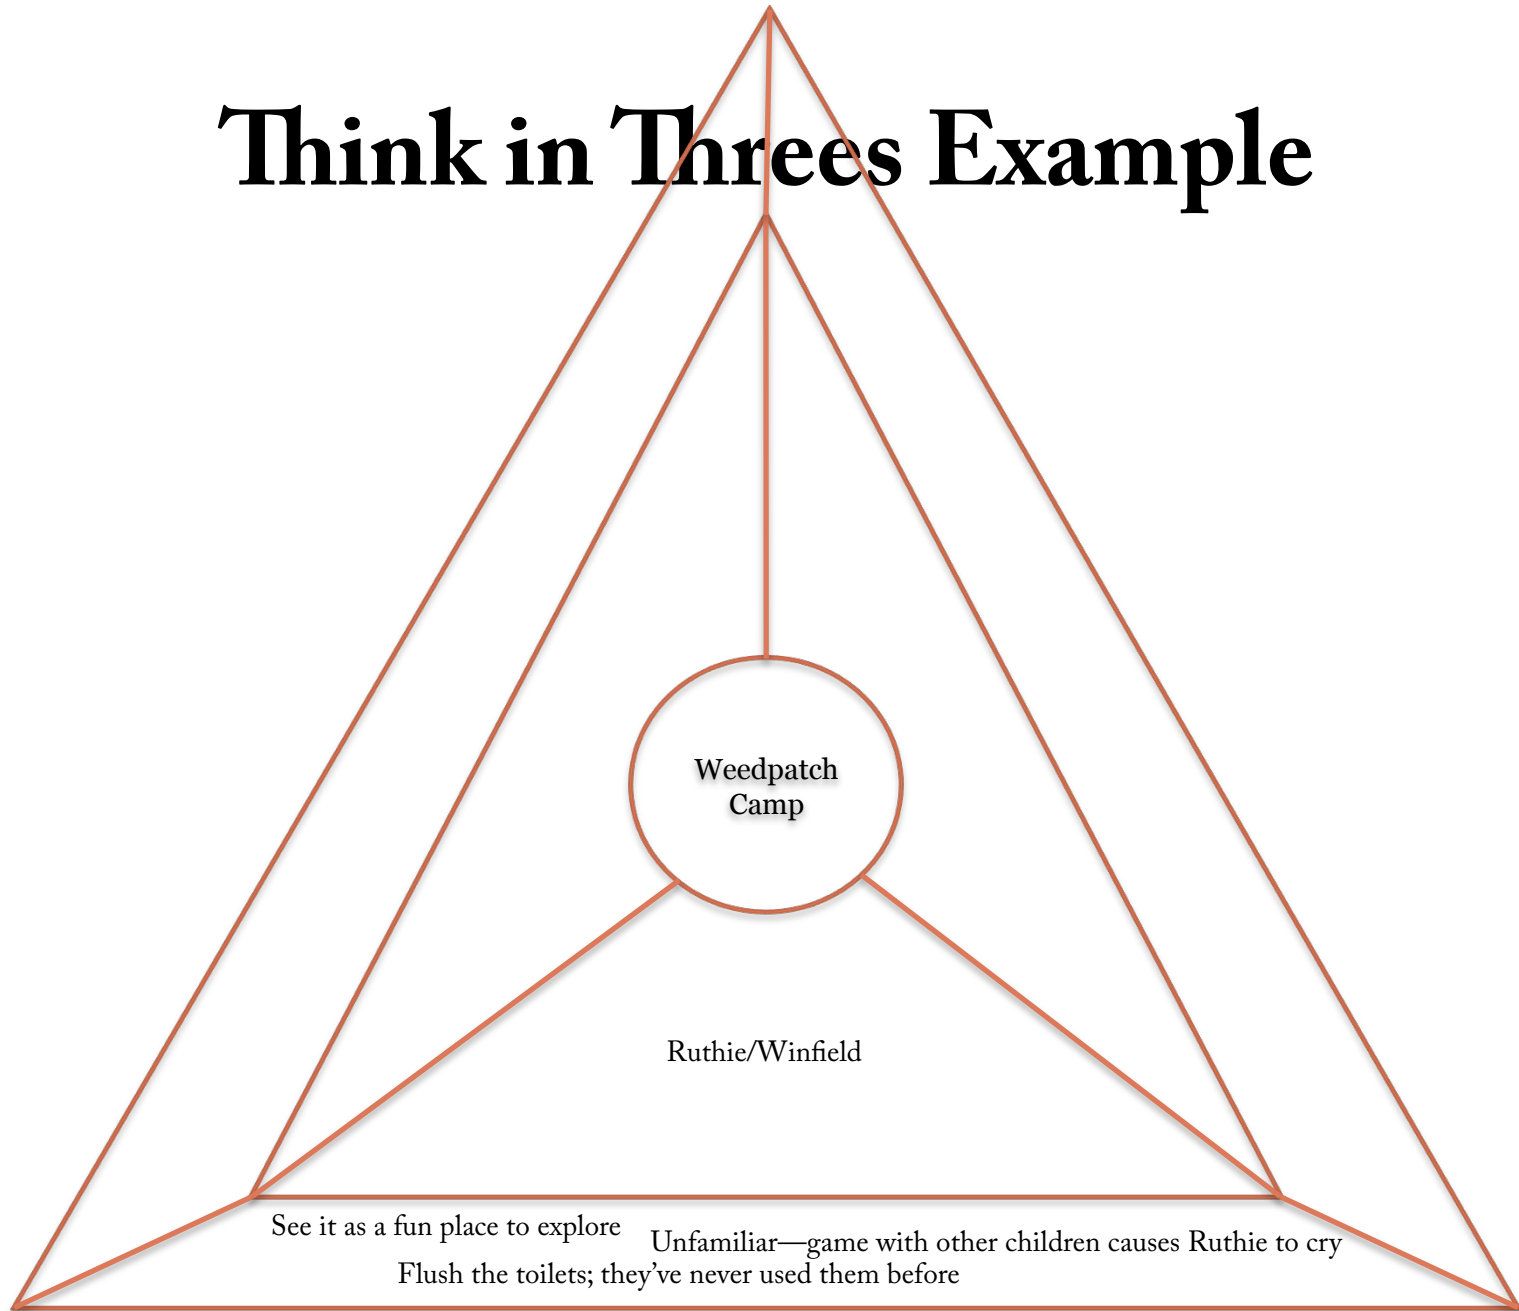 Think in Threes Example
Weedpatch
Camp
Ruthie/Winfield
See it as a fun place to explore
Unfamiliar—game with other children causes Ruthie to cry
Flush the toilets; they’ve never used them before